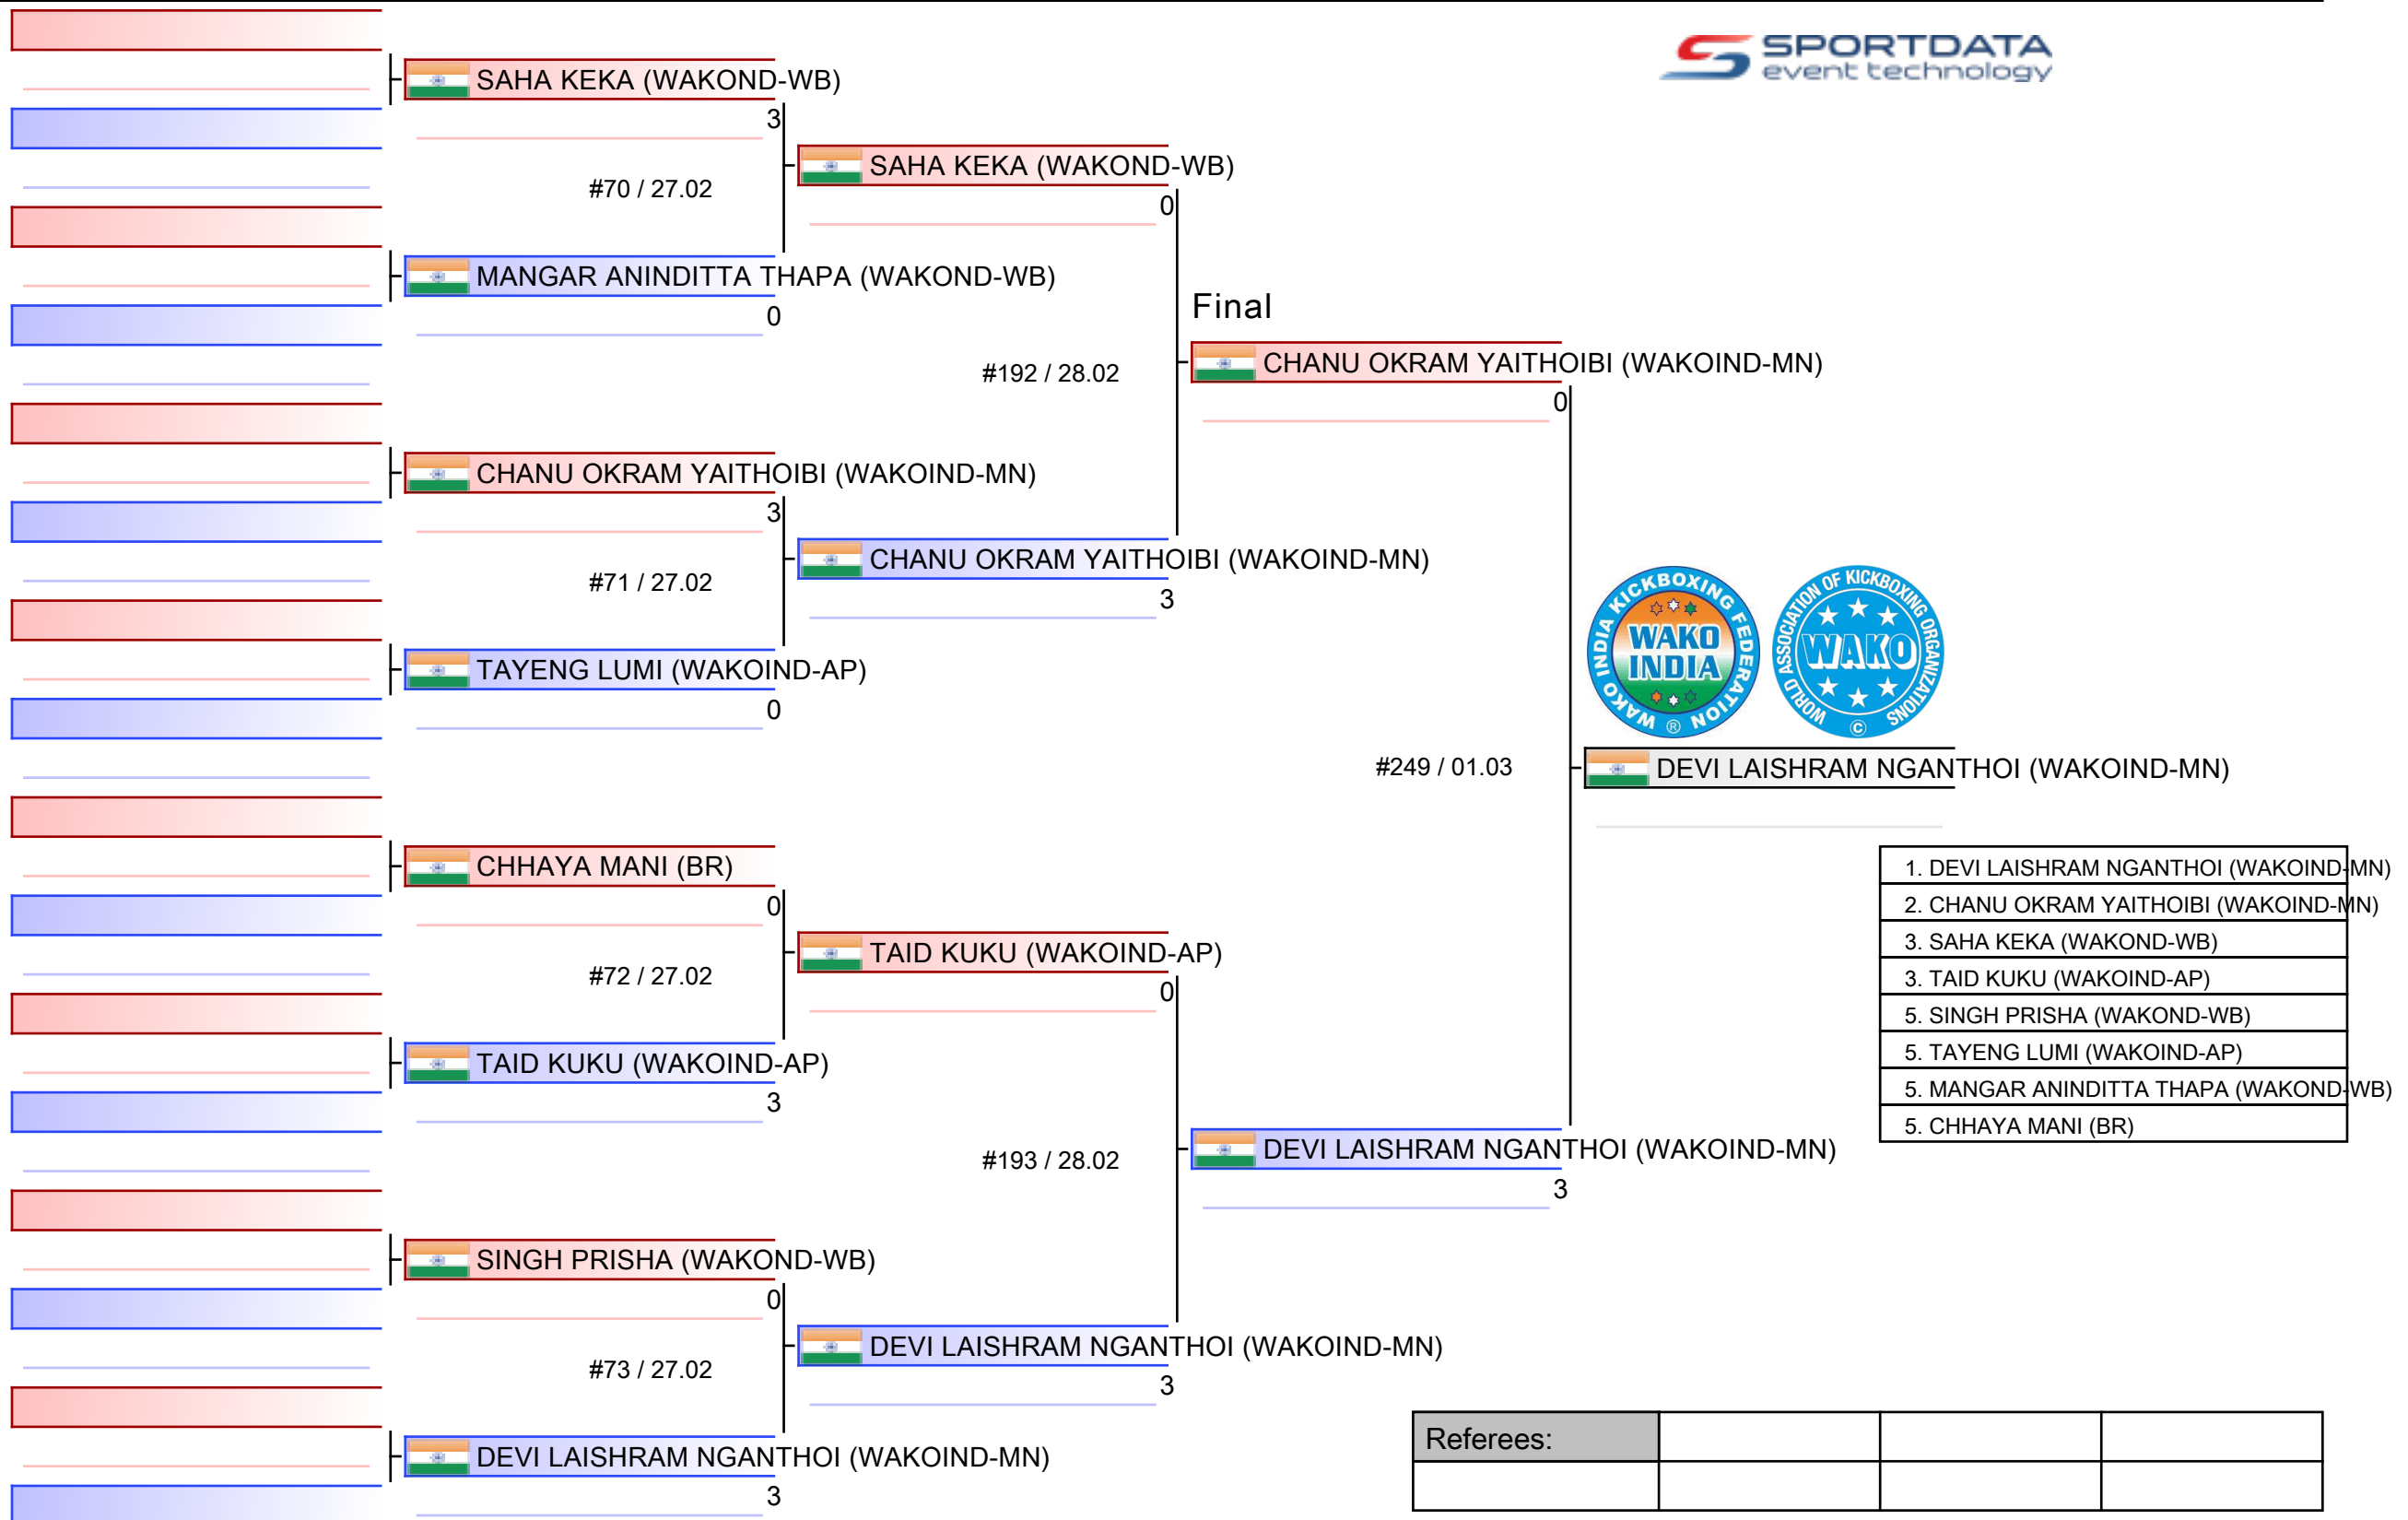 SPORTDATA
event technology
SAHA KEKA (WAKOND-WB)
3
#70 / 27.02
MANGAR ANINDITTA THAPA (WAKOND-WB)
0
CHANU OKRAM YAITHOIBI (WAKOIND-MN)
3
#71 / 27.02
TAYENG LUMI (WAKOIND-AP)
0
CHHAYA MANI (BR)
0
#72 / 27.02
TAID KUKU (WAKOIND-AP)
3
SINGH PRISHA (WAKOND-WB)
0
#73 / 27.02
DEVI LAISHRAM NGANTHOI (WAKOIND-MN)
3
SAHA KEKA (WAKOND-WB)
0
#192 / 28.02
CHANU OKRAM YAITHOIBI (WAKOIND-MN)
3
TAID KUKU (WAKOIND-AP)
0
#193 / 28.02
DEVI LAISHRAM NGANTHOI (WAKOIND-MN)
3
Final
CHANU OKRAM YAITHOIBI (WAKOIND-MN)
0
#249 / 01.03
DEVI LAISHRAM NGANTHOI (WAKOIND-MN)
3
WAKO INDIA KICKBOXING FEDERATION
WAKO
INDIA
®
WORLD ASSOCIATION OF KICKBOXING ORGANIZATIONS
WAKO
©
DEVI LAISHRAM NGANTHOI (WAKOIND-MN)
1. DEVI LAISHRAM NGANTHOI (WAKOIND-MN)
2. CHANU OKRAM YAITHOIBI (WAKOIND-MN)
3. SAHA KEKA (WAKOND-WB)
3. TAID KUKU (WAKOIND-AP)
5. SINGH PRISHA (WAKOND-WB)
5. TAYENG LUMI (WAKOIND-AP)
5. MANGAR ANINDITTA THAPA (WAKOND-WB)
5. CHHAYA MANI (BR)
Referees: